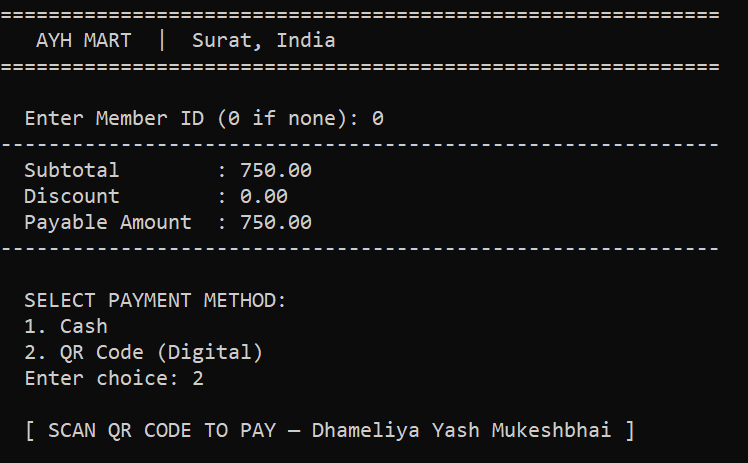 ============================================================
AYH MART | Surat, India
============================================================
Enter Member ID (0 if none): 0
------------------------------------------------------------
Subtotal : 750.00
Discount : 0.00
Payable Amount : 750.00
------------------------------------------------------------
SELECT PAYMENT METHOD:
1. Cash
2. QR Code (Digital)
Enter choice: 2
[ SCAN QR CODE TO PAY — Dhameliya Yash Mukeshbhai ]